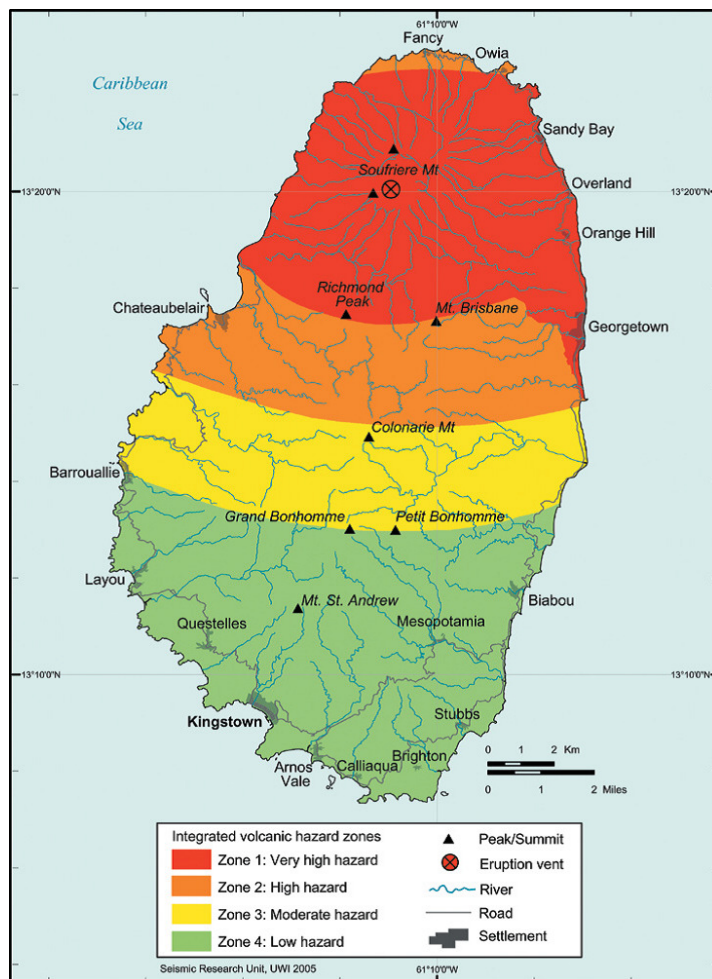 61°10'0"W
Fancy
Owia
Caribbean
Sea
Sandy Bay
Soufriere Mt
Overland
13°20'0"N
13°20'0"N
Orange Hill
Richmond
Peak
Mt. Brisbane
Chateaubelair
Georgetown
Colonarie Mt
Barrouallie
Grand Bonhomme
Petit Bonhomme
Layou
Biabou
Mt. St. Andrew
Questelles
Mesopotamia
13°10'0"N
13°10'0"N
Kingstown
Stubbs
Arnos
Vale
Calliaqua
Brighton
0 1 2 Km
0 1 2 Miles
Integrated volcanic hazard zones
Zone 1: Very high hazard
Zone 2: High hazard
Zone 3: Moderate hazard
Zone 4: Low hazard
Peak/Summit
Eruption vent
River
Road
Settlement
Seismic Research Unit, UWI 2005
61°10'0"W